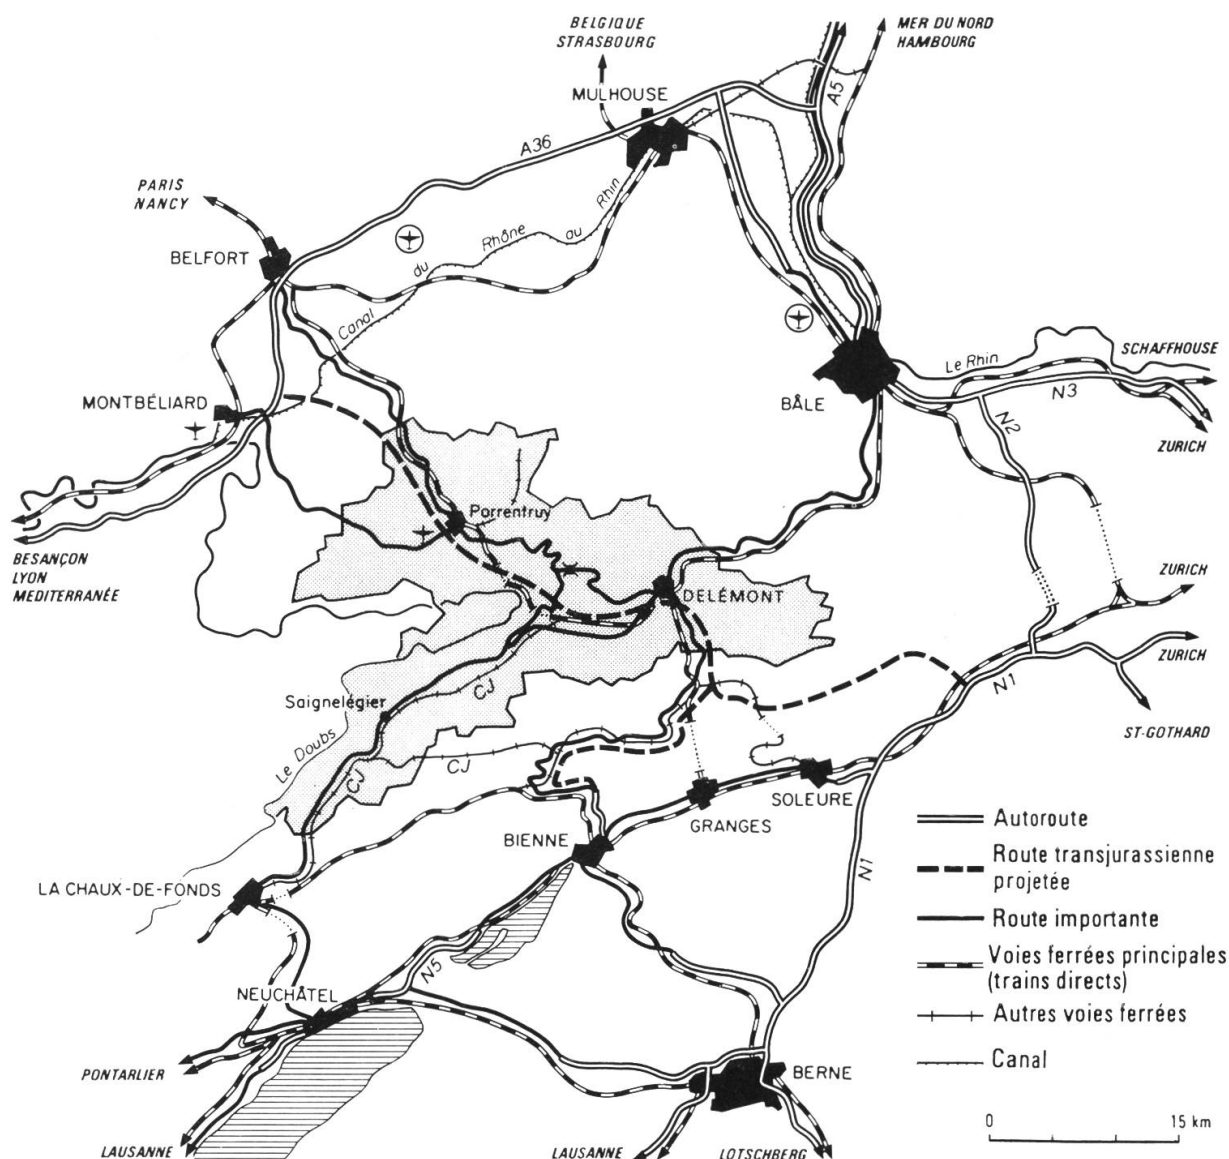 BELGIQUE
STRASBOURG
MER DU NORD
HAMBOURG
MULHOUSE
A5
A36
PARIS
NANCY
BELFORT
Canal du Rhône au Rhin
MONTBÉLIARD
BÂLE
Le Rhin
SCHAFFHOUSE
N3
N2
ZURICH
Porrentruy
BESANÇON
LYON
MEDITERRANÉE
DELÉMONT
ZURICH
ZURICH
N1
ST-GOTHARD
Saignelégier
CJ
Le Doubs
CJ
CJ
SOLEURE
GRANGES
BIENNE
N1
LA CHAUX-DE-FONDS
N5
NEUCHÂTEL
PONTARLIER
BERNE
LAUSANNE
LAUSANNE
LOTSCHBERG
Autoroute
Route transjurassienne
projetée
Route importante
Voies ferrées principales
(trains directs)
Autres voies ferrées
Canal
0 15 km